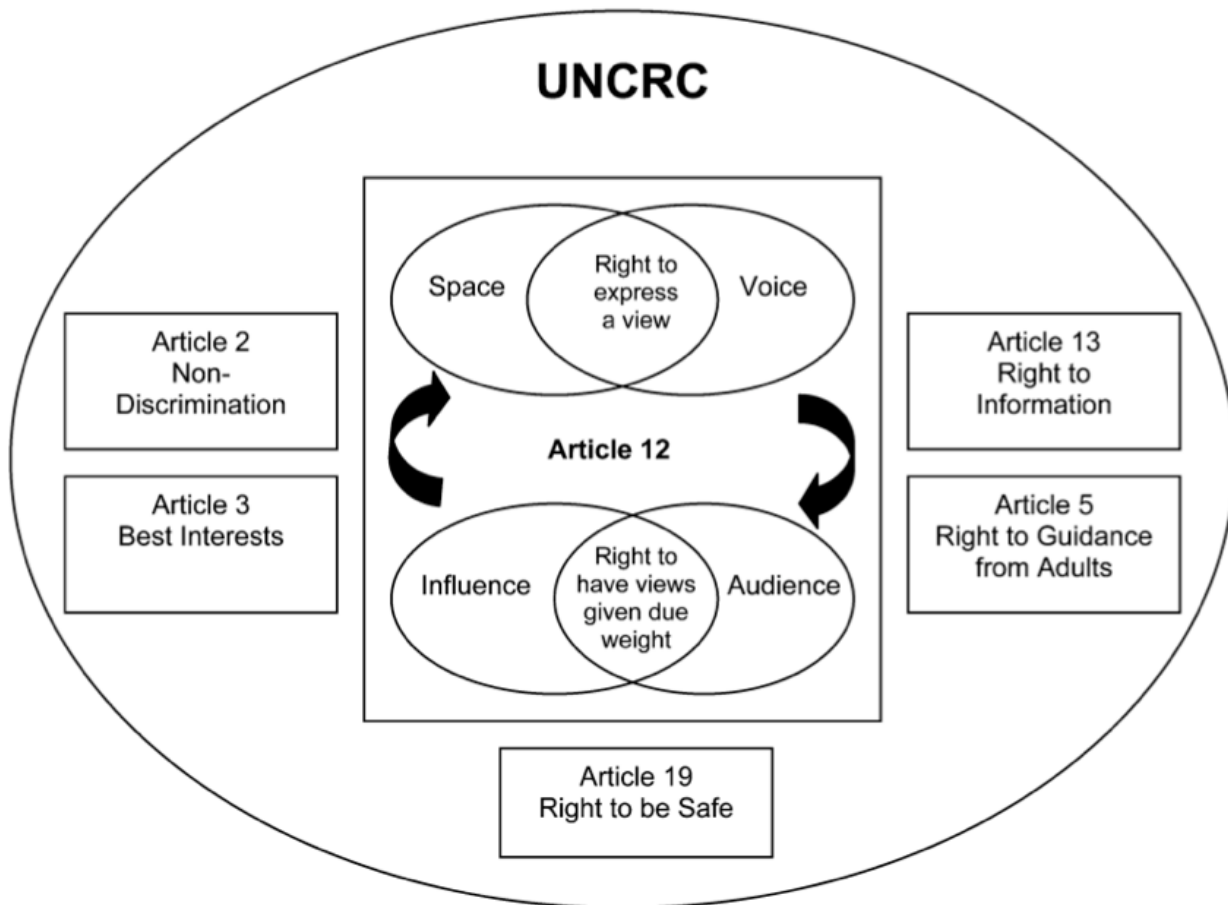 UNCRC
Space
Right to
express
a view
Voice
Article 2
Non-
Discrimination
Article 13
Right to
Information
Article 12
Article 3
Best Interests
Article 5
Right to Guidance
from Adults
Influence
Right to
have views
given due
weight
Audience
Article 19
Right to be Safe